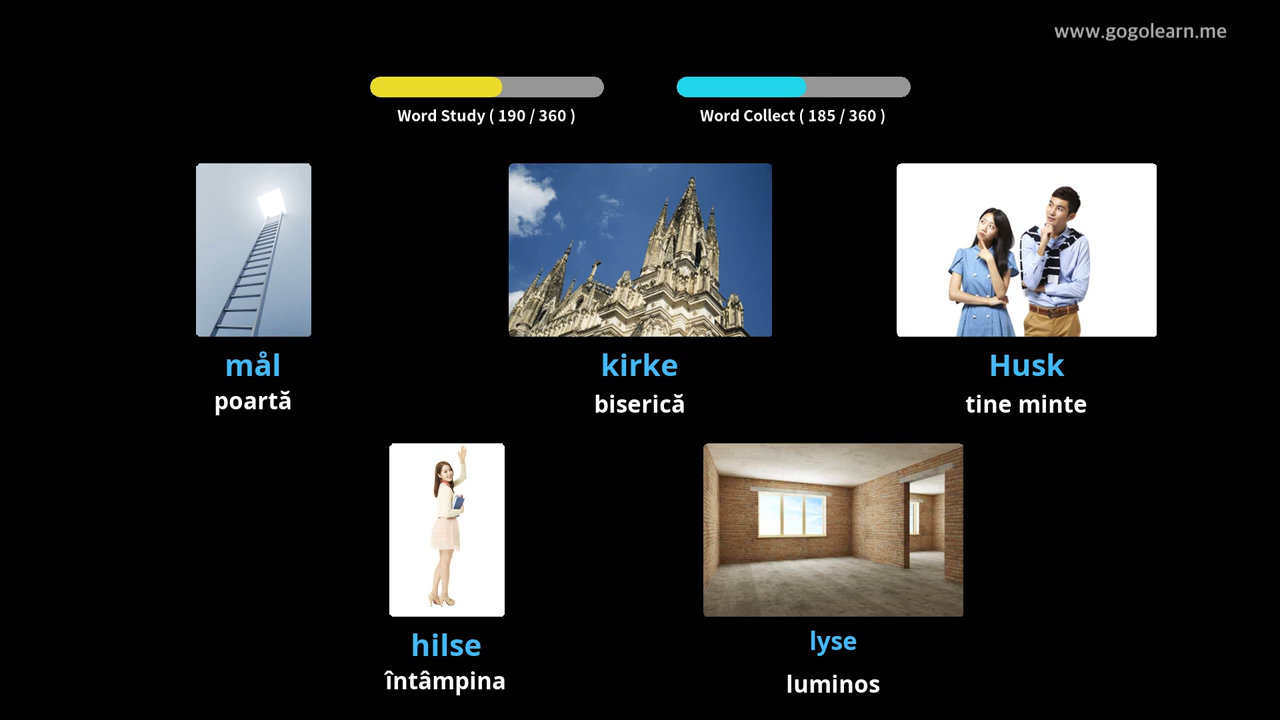 www.gogolearn.me
Word Study ( 190 / 360 )
Word Collect ( 185 / 360 )
mål
poartă
kirke
biserică
Husk
tine minte
hilse
întâmpina
lyse
luminos